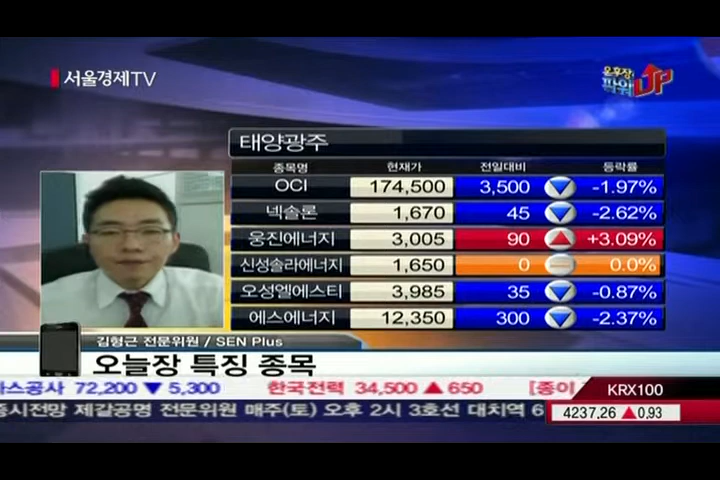 서울경제TV
오후장!
파워UP
태양광주
종목명 현재가 전일대비 등락률
OCI 174,500 3,500 ▼ -1.97%
넥솔론 1,670 45 ▼ -2.62%
웅진에너지 3,005 90 ▲ +3.09%
신성솔라에너지 1,650 0 – 0.0%
오성엘에스티 3,985 35 ▼ -0.87%
에스에너지 12,350 300 ▼ -2.37%
김형근 전문위원 / SEN Plus
오늘장 특징 종목
가스공사 72,200 ▼ 5,300 한국전력 34,500 ▲ 650 [종이
KRX100
증시전망 제갈공명 전문위원 매주(토) 오후 2시 3호선 대치역 6
4237.26 ▲ 0.93